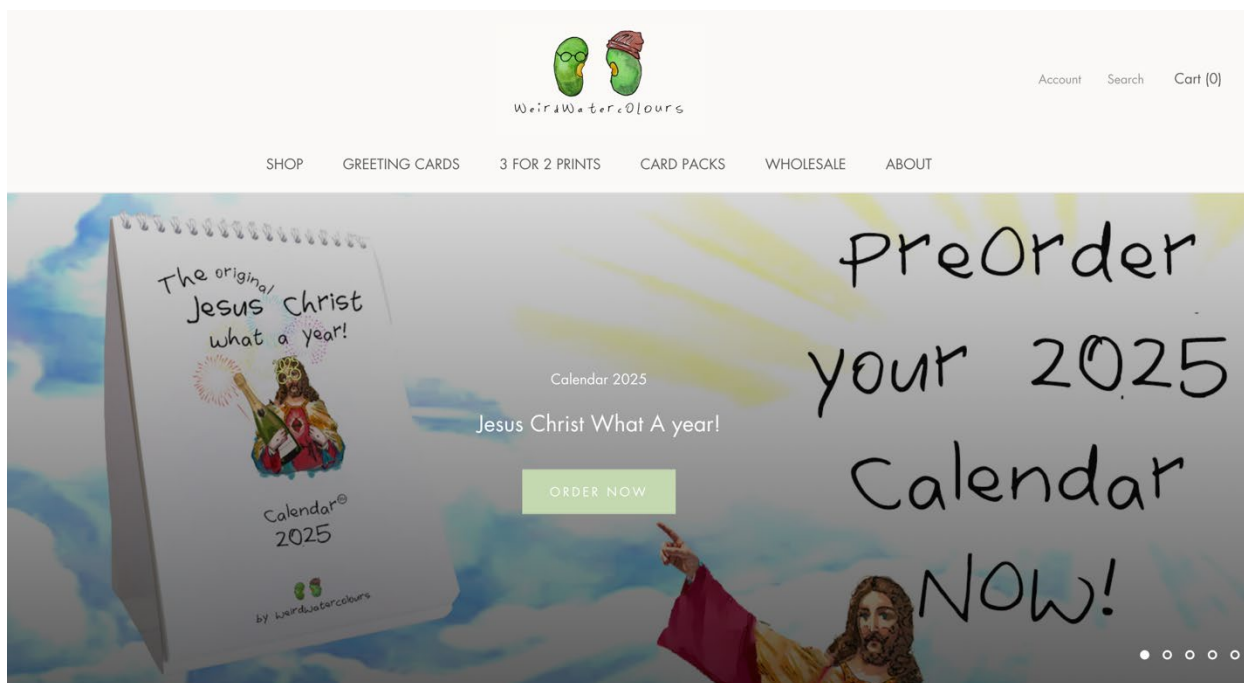 WeirdWatercolours
Account Search Cart (0)
SHOP GREETING CARDS 3 FOR 2 PRINTS CARD PACKS WHOLESALE ABOUT
The original
Jesus Christ
what a year!
Calendar
2025
by weirdwatercolours
Calendar 2025
Jesus Christ What A year!
ORDER NOW
PreOrder
your 2025
Calendar
NOW!